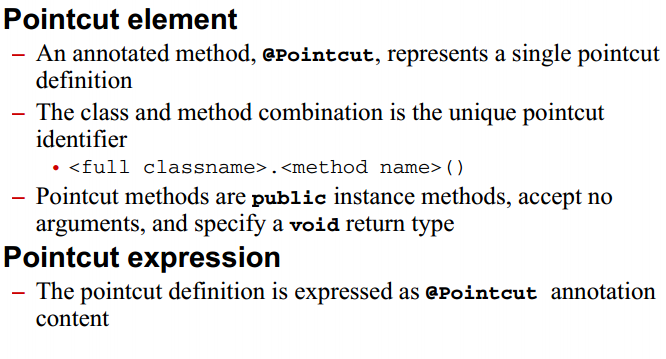 Pointcut element
– An annotated method, @Pointcut, represents a single pointcut
definition
– The class and method combination is the unique pointcut
identifier
• <full classname>.<method name>()
– Pointcut methods are public instance methods, accept no
arguments, and specify a void return type
Pointcut expression
– The pointcut definition is expressed as @Pointcut annotation
content